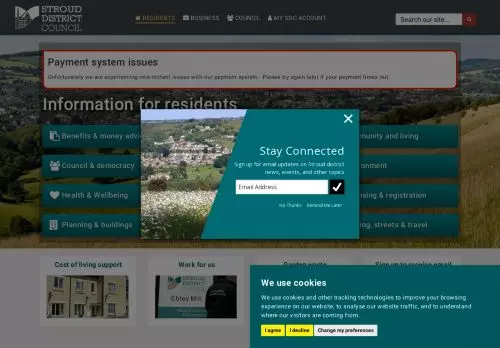 STROUD
DISTRICT
COUNCIL
RESIDENTS
BUSINESS
COUNCIL
MY SDC ACCOUNT
Search our site...
Payment system issues
Unfortunately we are experiencing intermittent issues with our payment system. Please try again later if your payment times out.
Information for residents
Benefits & money advi
munity and living
Council & democracy
ronment
Health & Wellbeing
nsing & registration
Planning & buildings
ing, streets & travel
Stay Connected
Sign up for email updates on Stroud district
news, events, and other topics
Email Address
No Thanks
Remind Me Later
Cost of living support
Work for us
Garden waste
Sign up to receive email
STROUD
DISTRICT
Ebley Mill
We use cookies
We use cookies and other tracking technologies to improve your browsing
experience on our website, to analyse our website traffic, and to understand
where our visitors are coming from.
I agree
I decline
Change my preferences